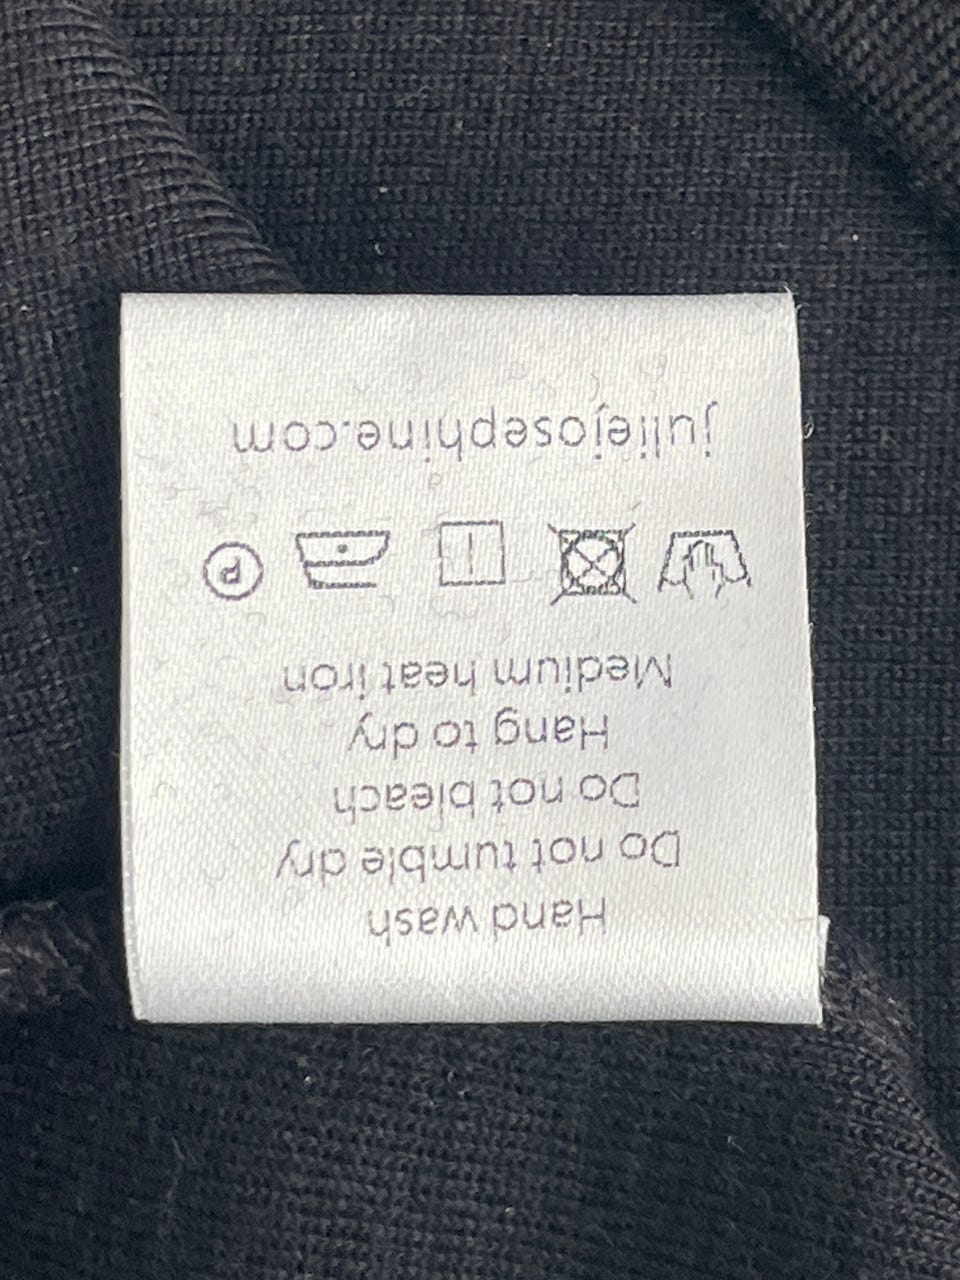 Hand wash
Do not tumble dry
Do not bleach
Hang to dry
Medium heat iron
P
juliejosephine.com